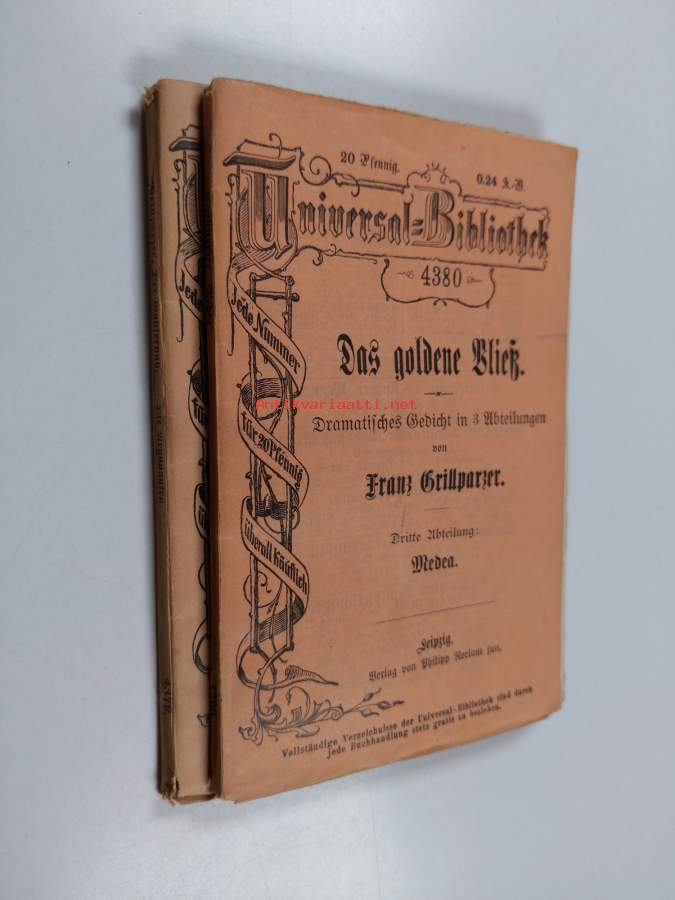 20 Pfennig. 0.24 ö.-W.
Universal=Bibliothek
4380
Jede Nummer
für 20 Pfennig
überall käuflich
Das goldene Vließ.
Antikvariaatti.net
Dramatisches Gedicht in 3 Abteilungen
von
Franz Grillparzer.
Dritte Abteilung:
Medea.
Leipzig.
Verlag von Philipp Reclam jun.
Vollständige Verzeichnisse der Universal-Bibliothek sind durch
jede Buchhandlung stets gratis zu beziehen.
Jede
für